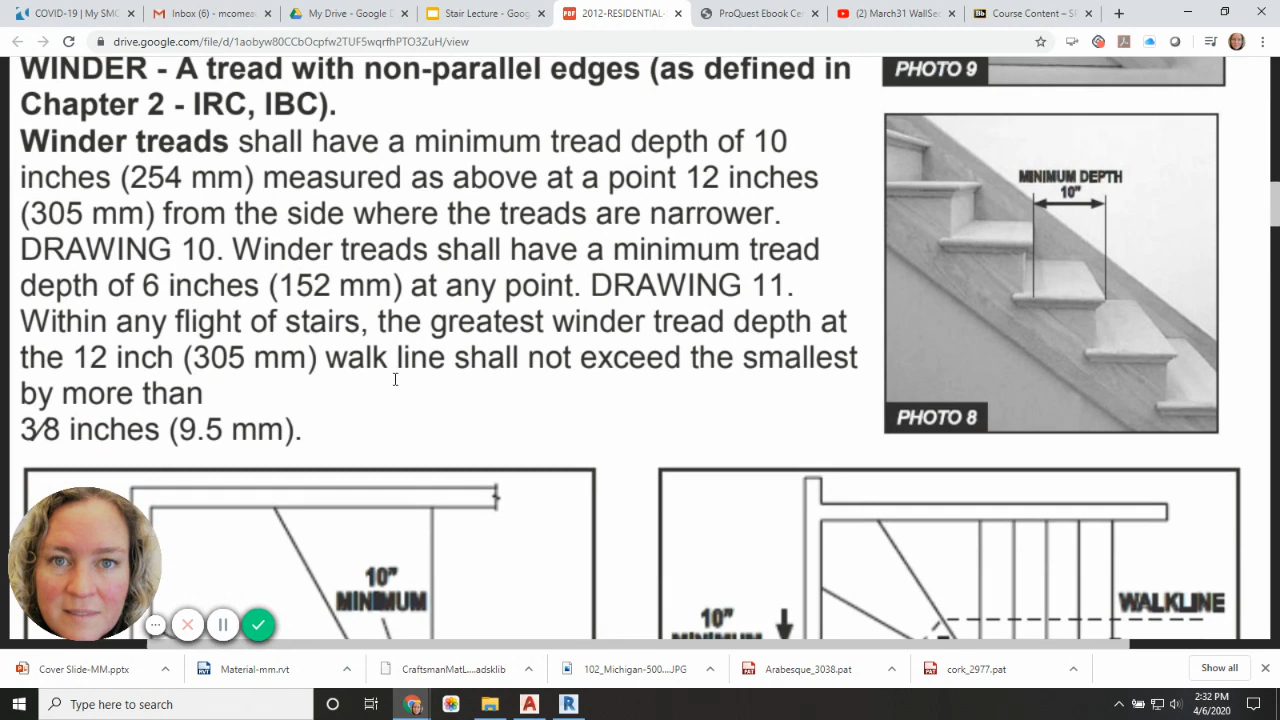 COVID-19 | My SMC
Inbox (6) - mcomea
My Drive - Google D
Stair Lecture - Goog
2012-RESIDENTIAL-
ProQuest Ebook Cen
(2) March31 WallSec
Course Content – SP
drive.google.com/file/d/1aobyw80CCbOcpfw2TUF5wqrfhPTO3ZuH/view
WINDER - A tread with non-parallel edges (as defined in
Chapter 2 - IRC, IBC).
Winder treads shall have a minimum tread depth of 10
inches (254 mm) measured as above at a point 12 inches
(305 mm) from the side where the treads are narrower.
DRAWING 10. Winder treads shall have a minimum tread
depth of 6 inches (152 mm) at any point. DRAWING 11.
Within any flight of stairs, the greatest winder tread depth at
the 12 inch (305 mm) walk line shall not exceed the smallest
by more than
3⁄8 inches (9.5 mm).
PHOTO 9
MINIMUM DEPTH
10"
PHOTO 8
10"
MINIMUM
10"
MINIMUM
WALKLINE
Cover Slide-MM.pptx
Material-mm.rvt
CraftsmanMatL....adsklib
102_Michigan-500....JPG
Arabesque_3038.pat
cork_2977.pat
Show all
Type here to search
2:32 PM
4/6/2020